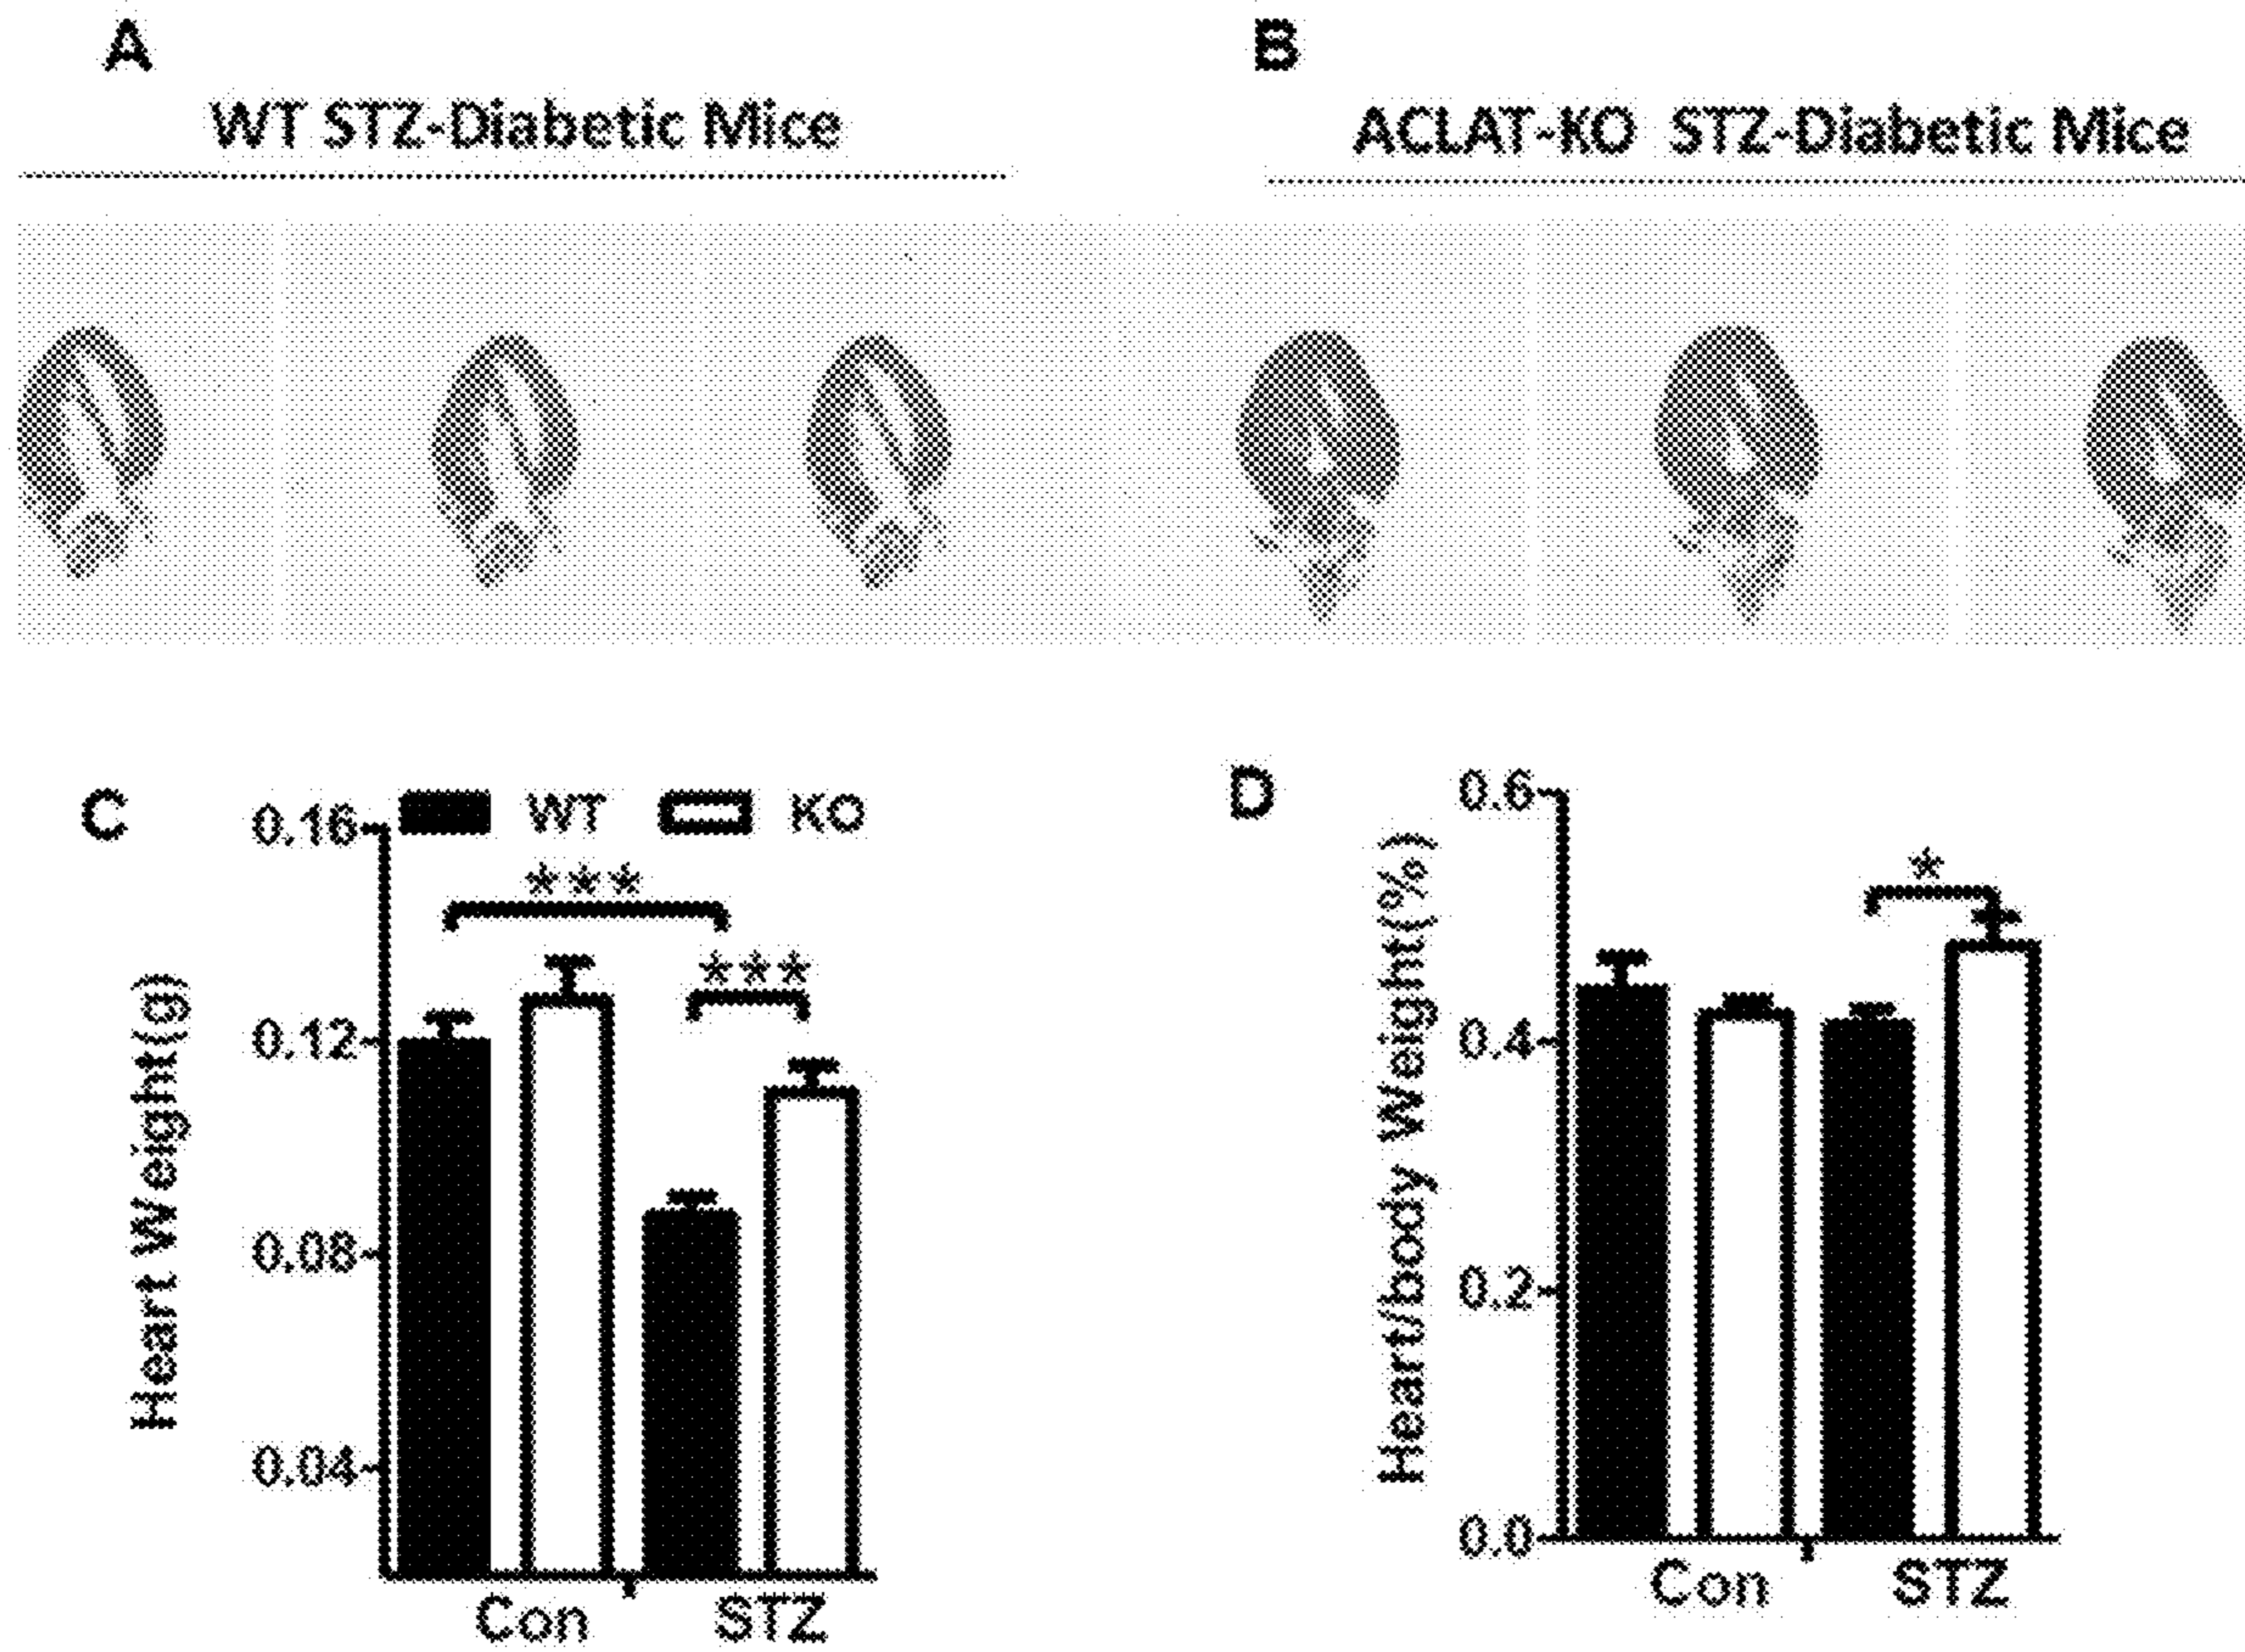 A
WT STZ-Diabetic Mice
B
ACLAT-KO STZ-Diabetic Mice
C
WT KO
Heart Weight(g)
0.16
0.12
0.08
0.04
***
***
Con STZ
D
Heart/body Weight(%)
0.6
0.4
0.2
0.0
*
Con STZ